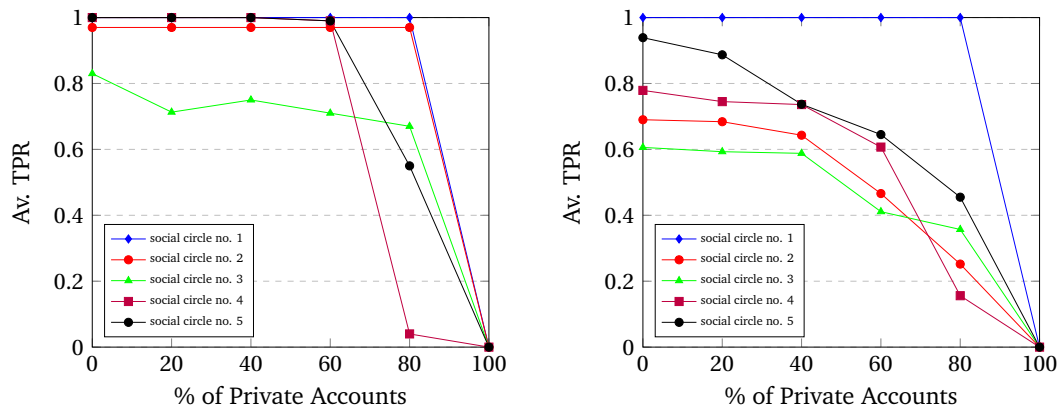 1
0.8
0.6
0.4
0.2
0
Av. TPR
0 20 40 60 80 100
% of Private Accounts
social circle no. 1
social circle no. 2
social circle no. 3
social circle no. 4
social circle no. 5
1
0.8
0.6
0.4
0.2
0
Av. TPR
0 20 40 60 80 100
% of Private Accounts
social circle no. 1
social circle no. 2
social circle no. 3
social circle no. 4
social circle no. 5